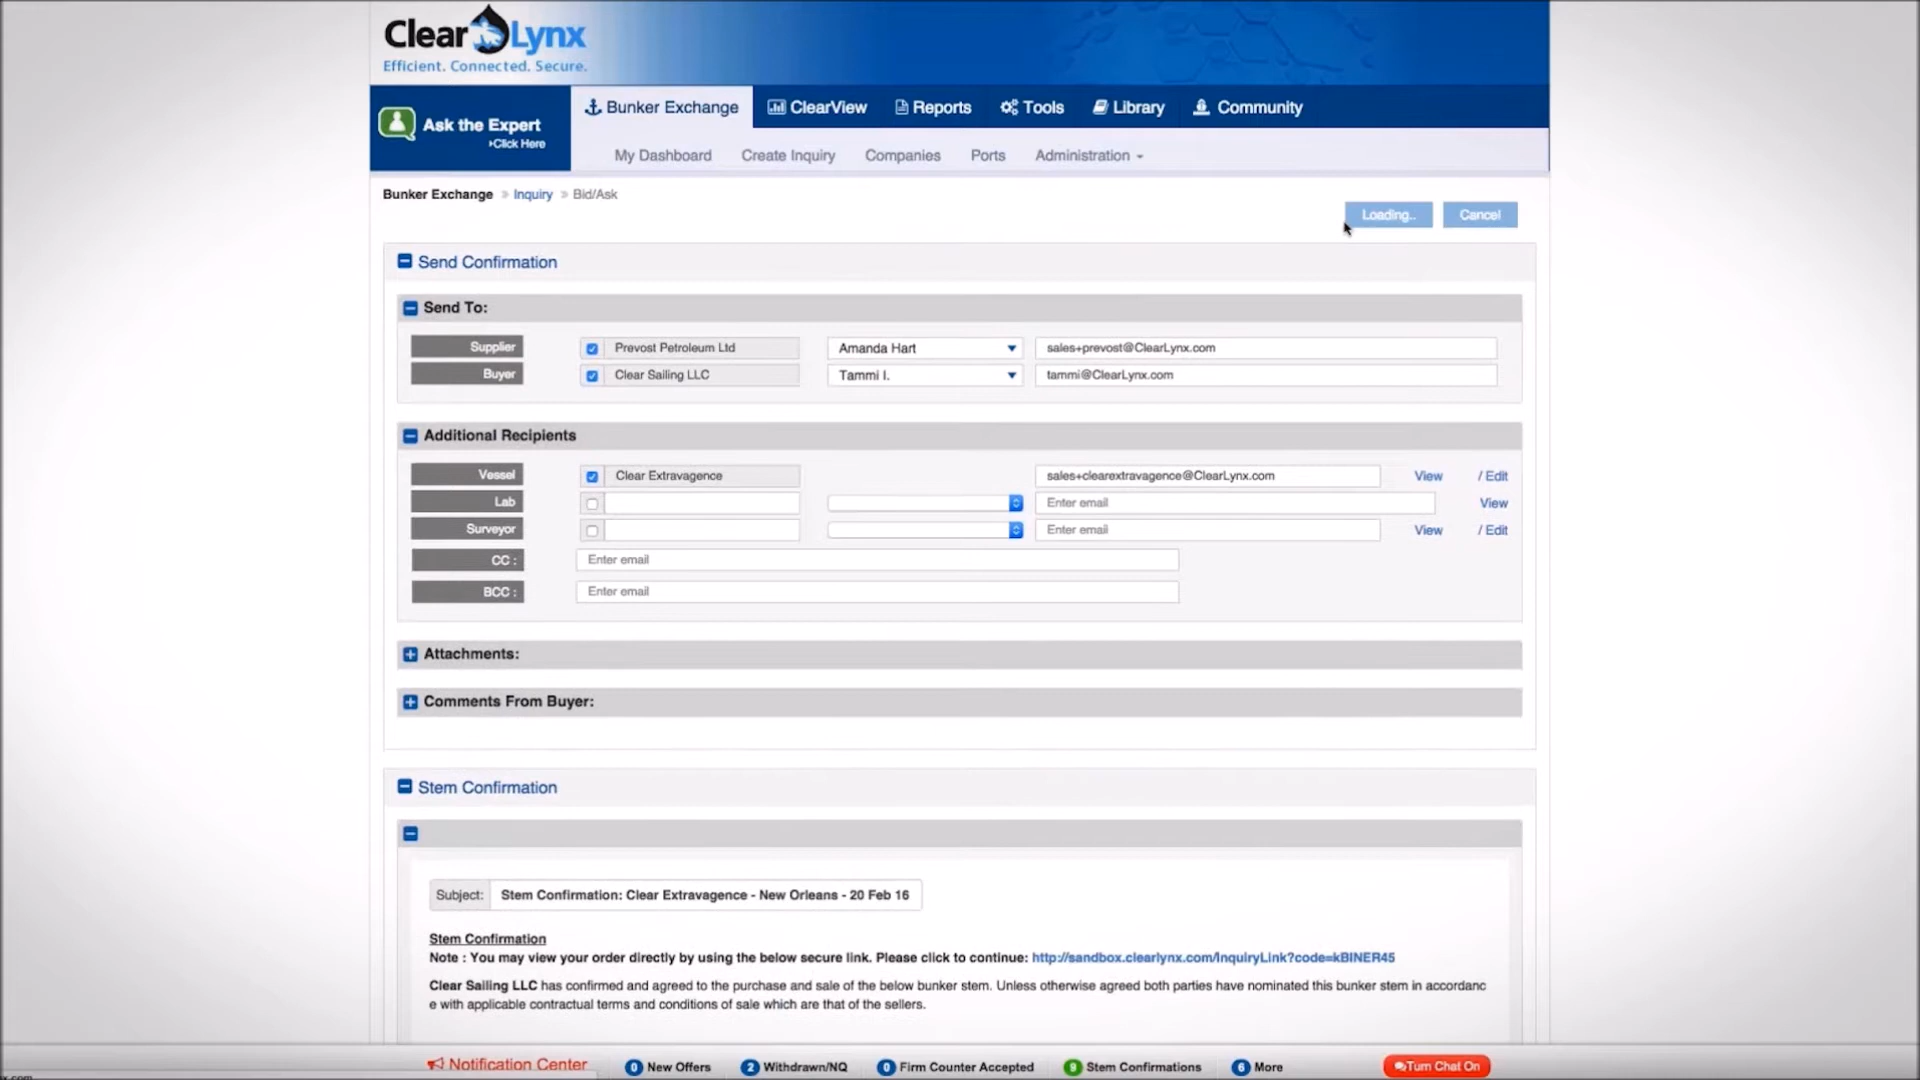 Clear Lynx
Efficient. Connected. Secure.
Ask the Expert
Click Here
Bunker Exchange ClearView Reports Tools Library Community
My Dashboard Create Inquiry Companies Ports Administration
Bunker Exchange » Inquiry » Bid/Ask
Loading.. Cancel
Send Confirmation
Send To:
Supplier Prevost Petroleum Ltd Amanda Hart sales+prevost@ClearLynx.com
Buyer Clear Sailing LLC Tammi I. tammi@ClearLynx.com
Additional Recipients
Vessel Clear Extravagence sales+clearextravagence@ClearLynx.com View / Edit
Lab Enter email View
Surveyor Enter email View / Edit
CC : Enter email
BCC : Enter email
Attachments:
Comments From Buyer:
Stem Confirmation
Subject: Stem Confirmation: Clear Extravagence - New Orleans - 20 Feb 16
Stem Confirmation
Note : You may view your order directly by using the below secure link. Please click to continue: http://sandbox.clearlynx.com/InquiryLink?code=kBINER45
Clear Sailing LLC has confirmed and agreed to the purchase and sale of the below bunker stem. Unless otherwise agreed both parties have nominated this bunker stem in accordanc
e with applicable contractual terms and conditions of sale which are that of the sellers.
Notification Center 0 New Offers 2 Withdrawn/NQ 0 Firm Counter Accepted 9 Stem Confirmations 6 More Turn Chat On